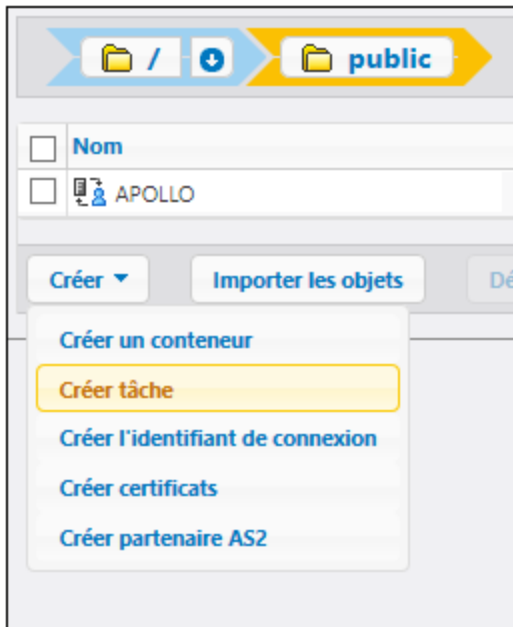 / public
Nom
APOLLO
Créer Importer les objets Dé
Créer un conteneur
Créer tâche
Créer l'identifiant de connexion
Créer certificats
Créer partenaire AS2